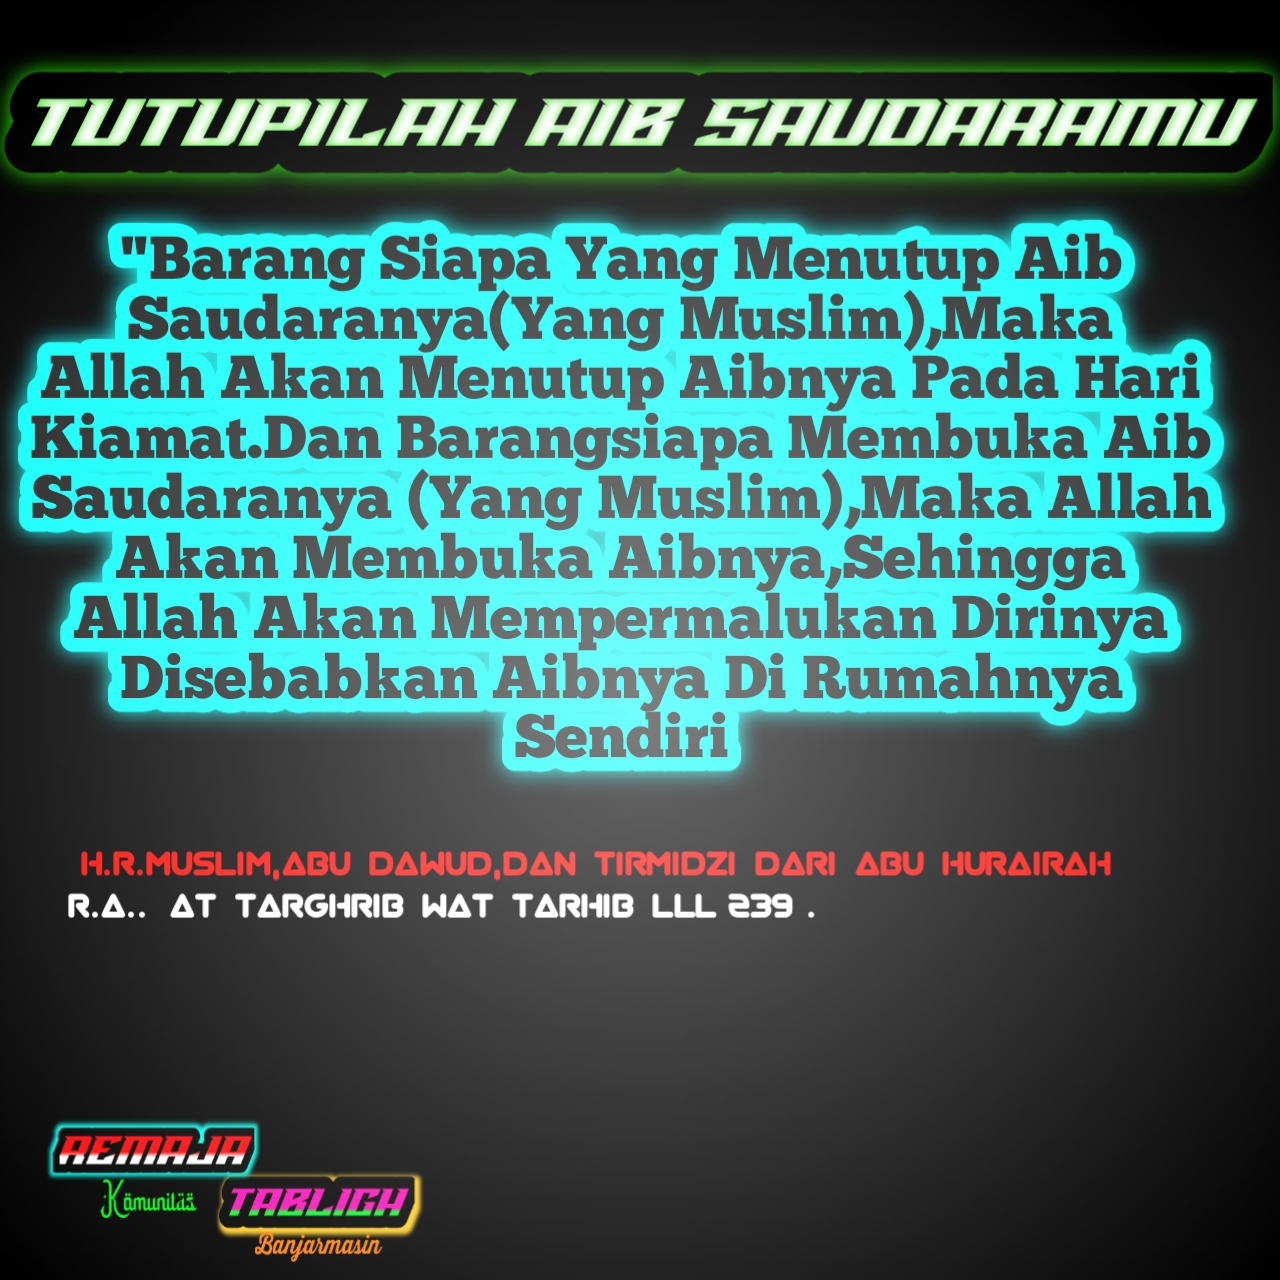 TUTUPILAH AIB SAUDARAMU
"Barang Siapa Yang Menutup Aib
Saudaranya(Yang Muslim),Maka
Allah Akan Menutup Aibnya Pada Hari
Kiamat.Dan Barangsiapa Membuka Aib
Saudaranya (Yang Muslim),Maka Allah
Akan Membuka Aibnya,Sehingga
Allah Akan Mempermalukan Dirinya
Disebabkan Aibnya Di Rumahnya
Sendiri
H.R.MUSLIM,ABU DAWUD,DAN TIRMIDZI DARI ABU HURAIRAH
R.A.. AT TARGHRIB WAT TARHIB LLL 239 .
REMAJA
Kömunitäs
TABLIGH
Banjarmasin